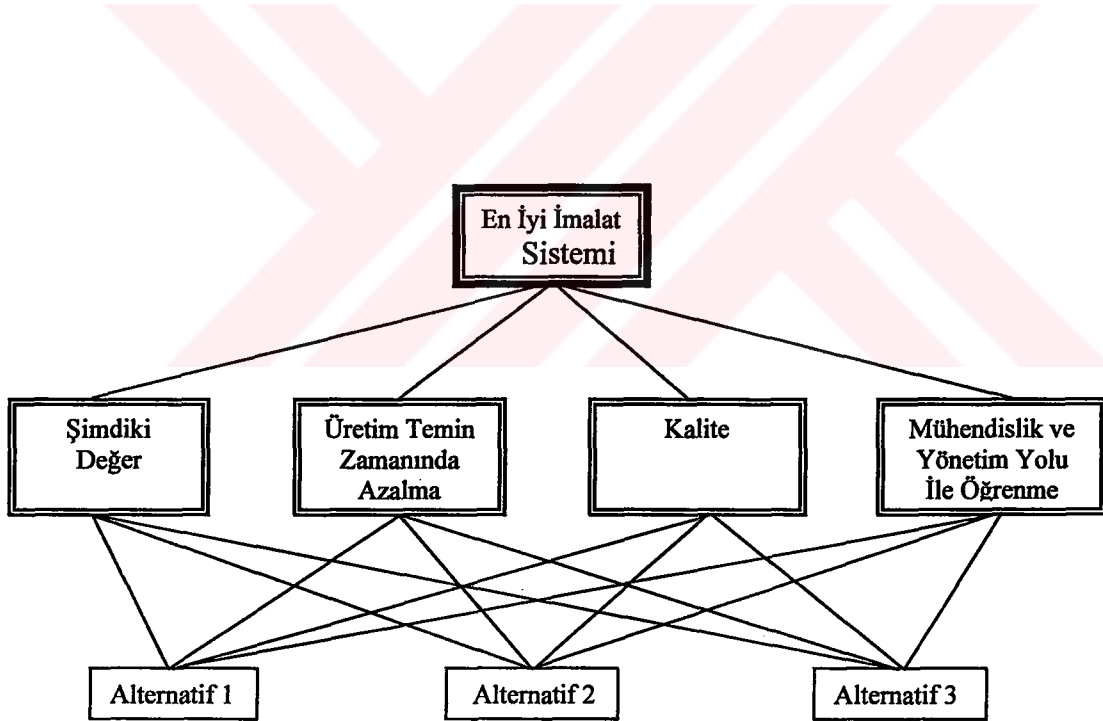 En İyi İmalat
Sistemi
Şimdiki
Değer
Üretim Temin
Zamanında
Azalma
Kalite
Mühendislik ve
Yönetim Yolu
İle Öğrenme
Alternatif 1
Alternatif 2
Alternatif 3